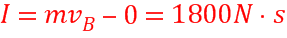 I = mv_B − 0 = 1800N · s